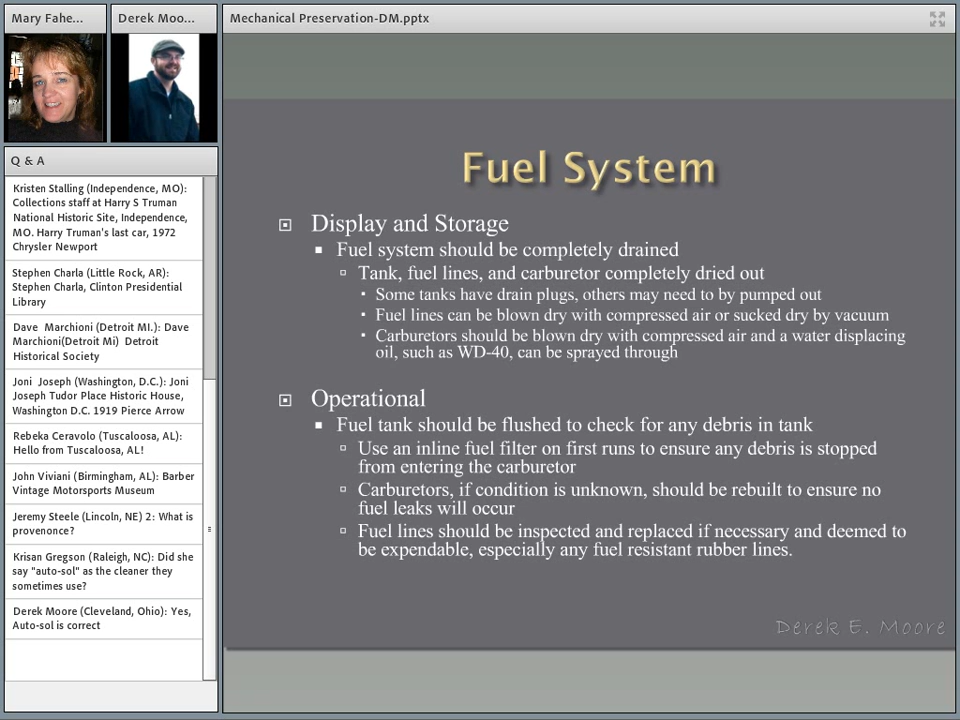 Mary Fahe...
Derek Moo...
Mechanical Preservation-DM.pptx
Q & A
Kristen Stalling (Independence, MO):
Collections staff at Harry S Truman
National Historic Site, Independence,
MO. Harry Truman's last car, 1972
Chrysler Newport
Stephen Charla (Little Rock, AR):
Stephen Charla, Clinton Presidential
Library
Dave Marchioni (Detroit MI.): Dave
Marchioni(Detroit Mi) Detroit
Historical Society
Joni Joseph (Washington, D.C.): Joni
Joseph Tudor Place Historic House,
Washington D.C. 1919 Pierce Arrow
Rebeka Ceravolo (Tuscaloosa, AL):
Hello from Tuscaloosa, AL!
John Viviani (Birmingham, AL): Barber
Vintage Motorsports Museum
Jeremy Steele (Lincoln, NE) 2: What is
provenonce?
Krisan Gregson (Raleigh, NC): Did she
say "auto-sol" as the cleaner they
sometimes use?
Derek Moore (Cleveland, Ohio): Yes,
Auto-sol is correct
Fuel System
Display and Storage
Fuel system should be completely drained
Tank, fuel lines, and carburetor completely dried out
Some tanks have drain plugs, others may need to by pumped out
Fuel lines can be blown dry with compressed air or sucked dry by vacuum
Carburetors should be blown dry with compressed air and a water displacing
oil, such as WD-40, can be sprayed through
Operational
Fuel tank should be flushed to check for any debris in tank
Use an inline fuel filter on first runs to ensure any debris is stopped
from entering the carburetor
Carburetors, if condition is unknown, should be rebuilt to ensure no
fuel leaks will occur
Fuel lines should be inspected and replaced if necessary and deemed to
be expendable, especially any fuel resistant rubber lines.
Derek E. Moore